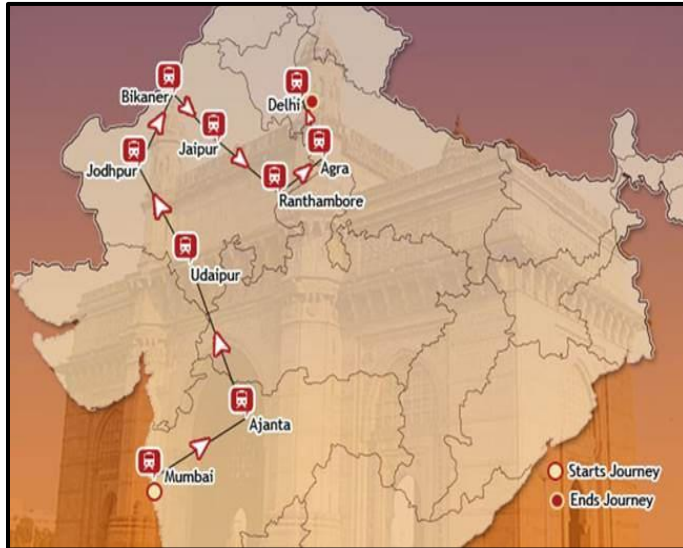 Bikaner
Delhi
Jaipur
Jodhpur
Agra
Ranthambore
Udaipur
Ajanta
Mumbai
Starts Journey
Ends Journey